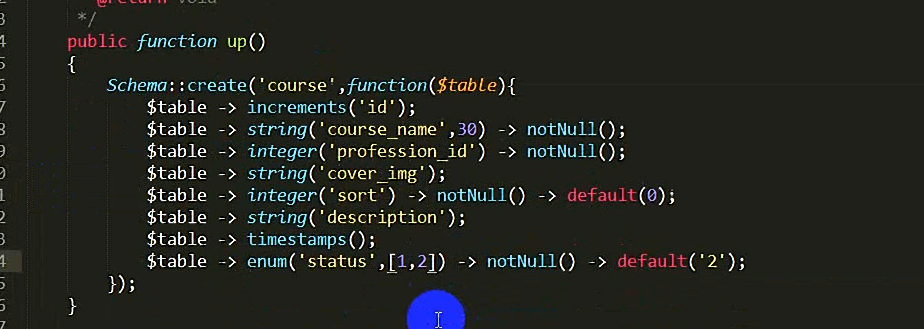 @return void
*/
public function up()
{
Schema::create('course',function($table){
$table -> increments('id');
$table -> string('course_name',30) -> notNull();
$table -> integer('profession_id') -> notNull();
$table -> string('cover_img');
$table -> integer('sort') -> notNull() -> default(0);
$table -> string('description');
$table -> timestamps();
$table -> enum('status',[1,2]) -> notNull() -> default('2');
});
}